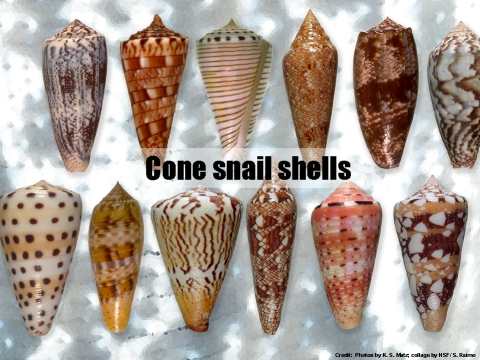 Cone snail shells
Credit: Photos by K. S. Matz; collage by NSF / S. Raimo